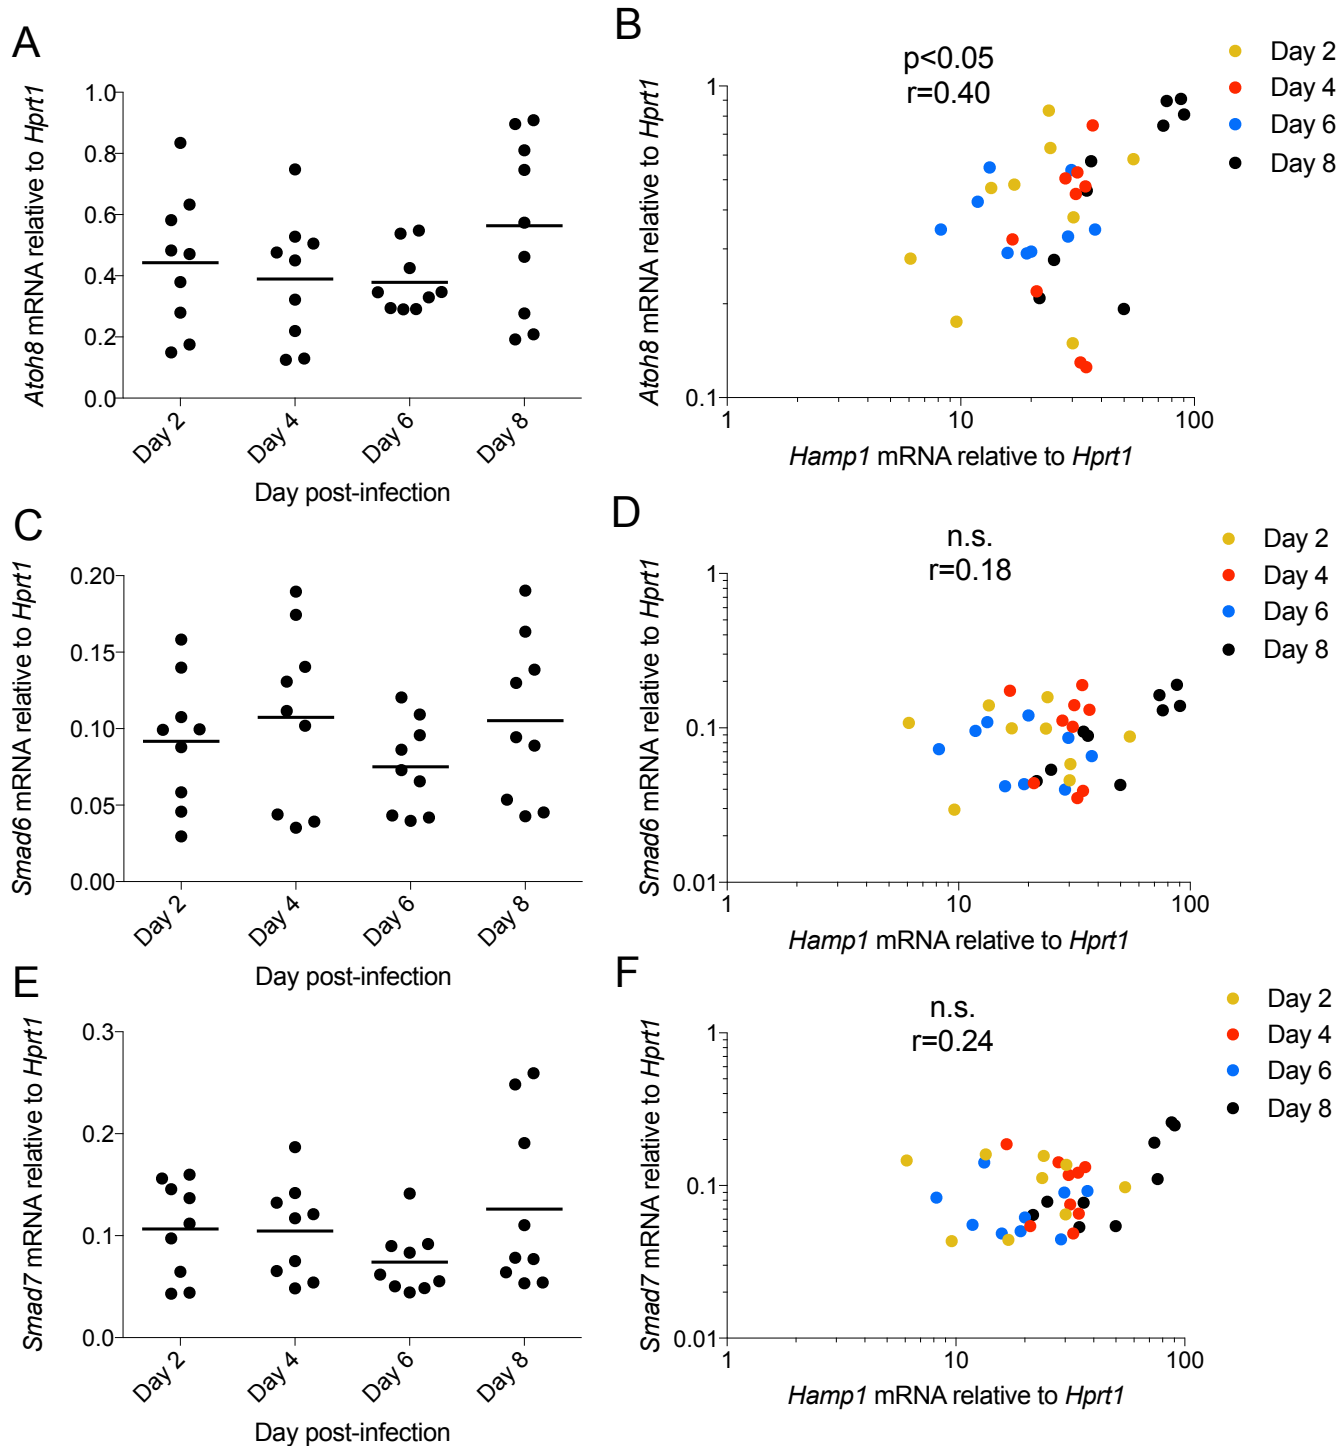 A
Atoh8 mRNA relative to Hprt1
1.0
0.8
0.6
0.4
0.2
0.0
Day 2
Day 4
Day 6
Day 8
Day post-infection
B
p<0.05
r=0.40
Day 2
Day 4
Day 6
Day 8
Atoh8 mRNA relative to Hprt1
1
0.1
1
10
100
Hamp1 mRNA relative to Hprt1
C
Smad6 mRNA relative to Hprt1
0.20
0.15
0.10
0.05
0.00
Day 2
Day 4
Day 6
Day 8
Day post-infection
D
n.s.
r=0.18
Day 2
Day 4
Day 6
Day 8
Smad6 mRNA relative to Hprt1
1
0.1
0.01
1
10
100
Hamp1 mRNA relative to Hprt1
E
Smad7 mRNA relative to Hprt1
0.3
0.2
0.1
0.0
Day 2
Day 4
Day 6
Day 8
Day post-infection
F
n.s.
r=0.24
Day 2
Day 4
Day 6
Day 8
Smad7 mRNA relative to Hprt1
1
0.1
0.01
1
10
100
Hamp1 mRNA relative to Hprt1